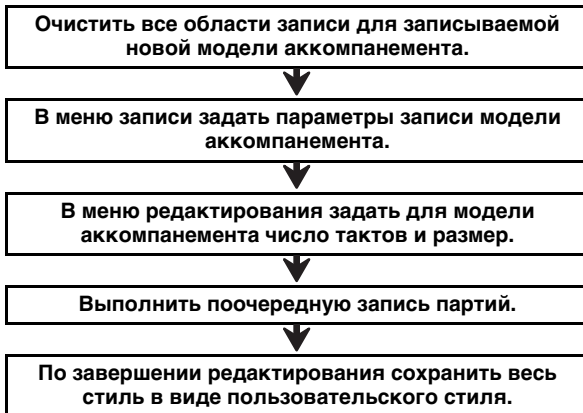 Очистить все области записи для записываемой
новой модели аккомпанемента.
В меню записи задать параметры записи модели
аккомпанемента.
В меню редактирования задать для модели
аккомпанемента число тактов и размер.
Выполнить поочередную запись партий.
По завершении редактирования сохранить весь
стиль в виде пользовательского стиля.